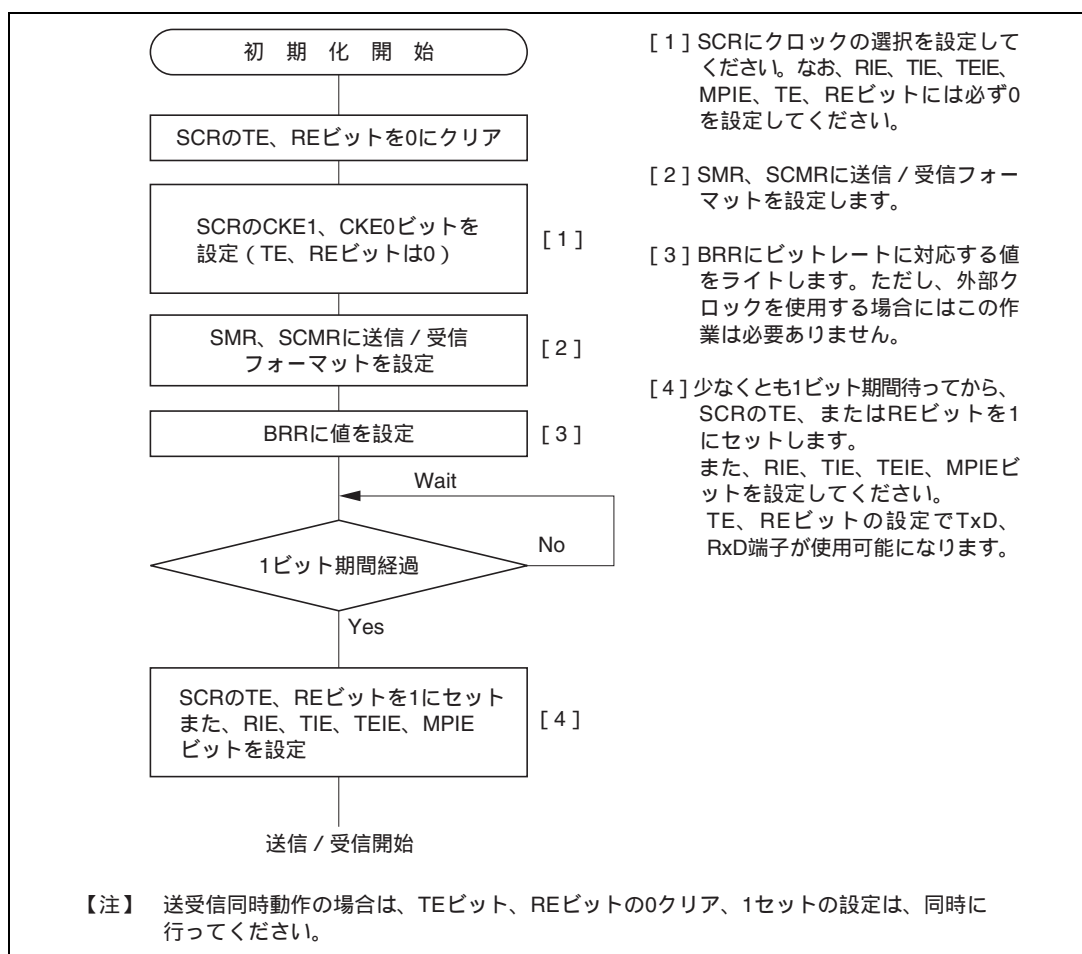 初 期 化 開 始
SCRのTE、REビットを0にクリア
SCRのCKE1、CKE0ビットを
設定（TE、REビットは0）
[ 1 ]
SMR、SCMRに送信 / 受信
フォーマットを設定
[ 2 ]
BRRに値を設定
[ 3 ]
Wait
1ビット期間経過
No
Yes
SCRのTE、REビットを1にセット
また、RIE、TIE、TEIE、MPIE
ビットを設定
[ 4 ]
送信 / 受信開始
[ 1 ] SCRにクロックの選択を設定して
ください。なお、RIE、TIE、TEIE、
MPIE、TE、REビットには必ず0
を設定してください。
[ 2 ] SMR、SCMRに送信 / 受信フォー
マットを設定します。
[ 3 ] BRRにビットレートに対応する値
をライトします。ただし、外部ク
ロックを使用する場合にはこの作
業は必要ありません。
[ 4 ] 少なくとも1ビット期間待ってから、
SCRのTE、またはREビットを1
にセットします。
また、RIE、TIE、TEIE、MPIEビ
ットを設定してください。
TE、REビットの設定でTxD、
RxD端子が使用可能になります。
【注】 送受信同時動作の場合は、TEビット、REビットの0クリア、1セットの設定は、同時に
行ってください。